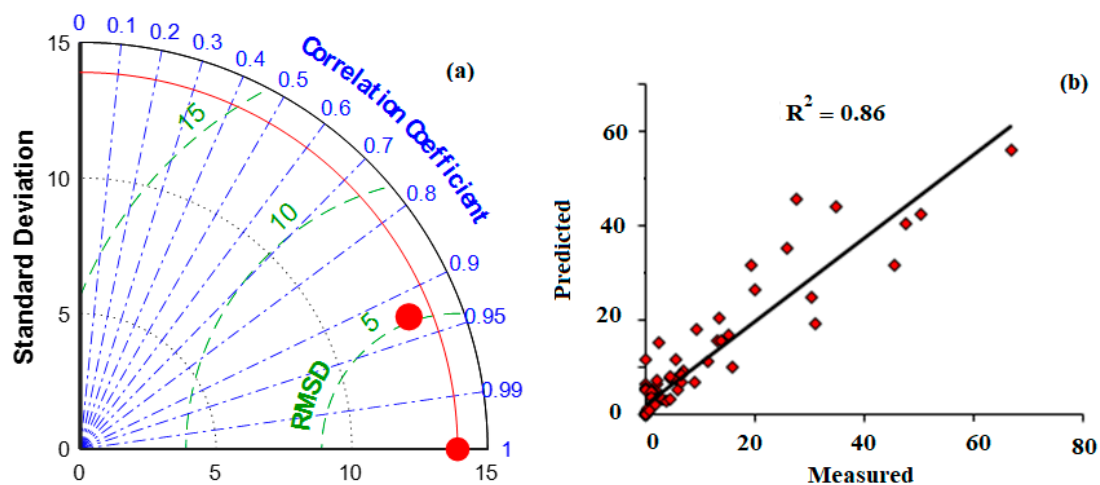 (a)
Correlation Coefficient
0 0.1 0.2 0.3 0.4 0.5 0.6 0.7 0.8 0.9 0.95 0.99 1
Standard Deviation
15
10
5
0
15
10
5
RMSD
0 5 10 15
(b)
R² = 0.86
Predicted
60
40
20
0
0 20 40 60 80
Measured